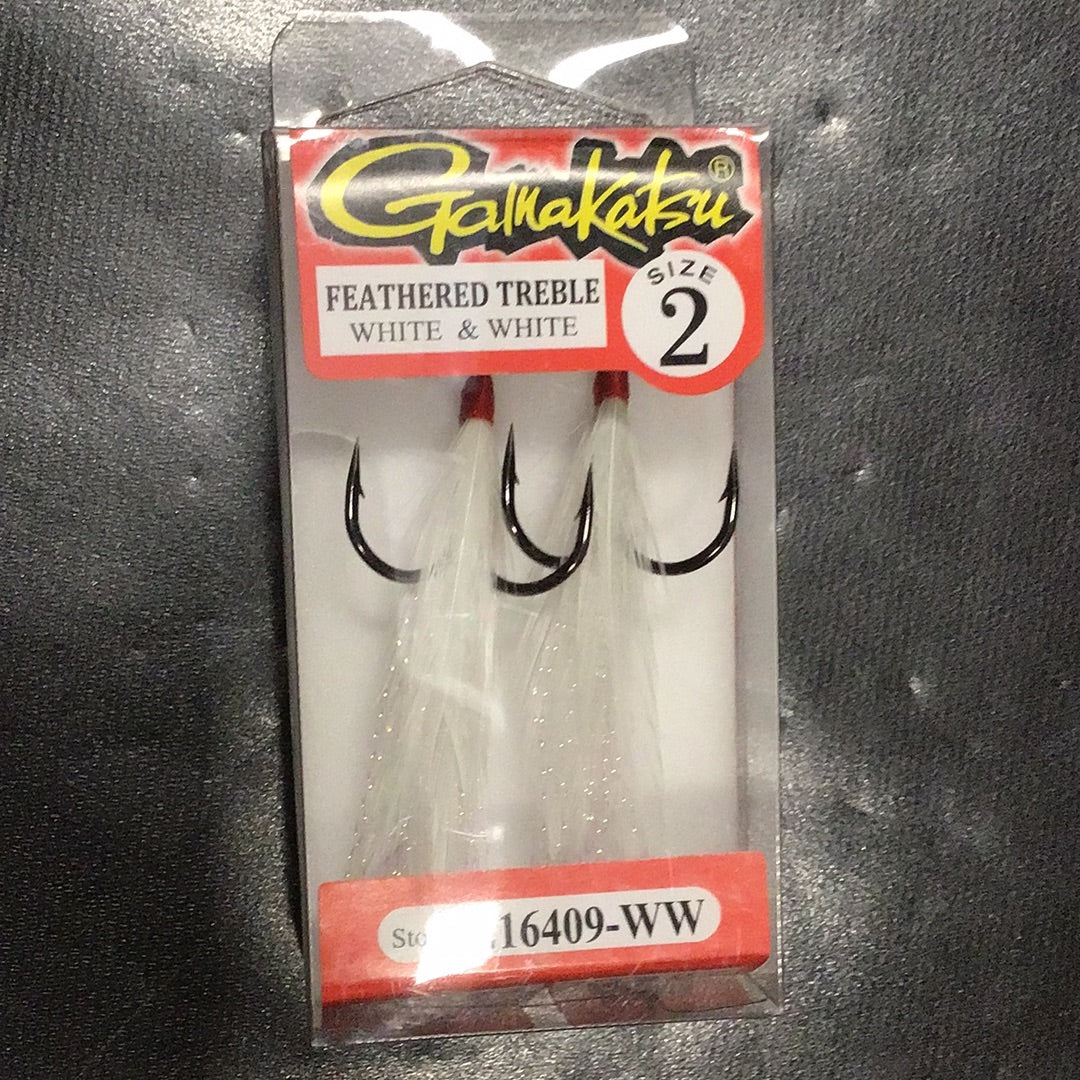 Gamakatsu®
FEATHERED TREBLE
WHITE & WHITE
SIZE
2
16409-WW